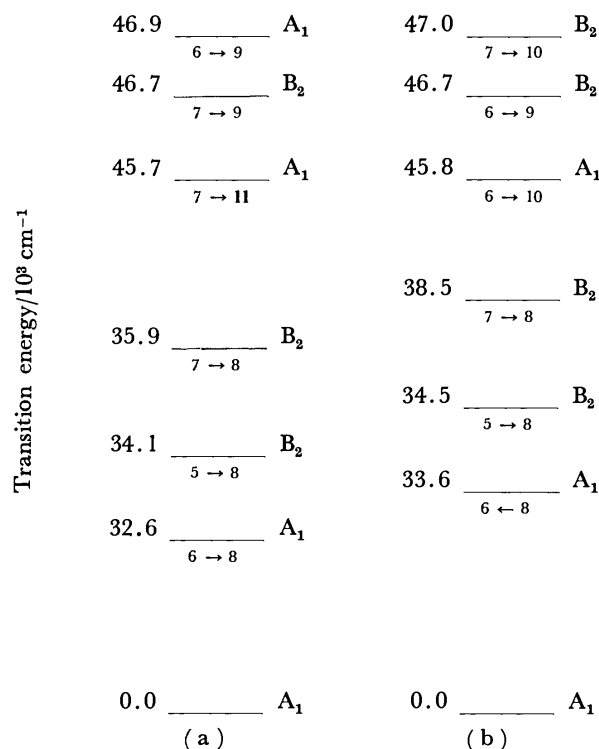 46.9 A₁ 47.0 B₂
6 → 9 7 → 10
46.7 B₂ 46.7 B₂
7 → 9 6 → 9
45.7 A₁ 45.8 A₁
7 → 11 6 → 10
Transition energy/10³ cm⁻¹
38.5 B₂
7 → 8
35.9 B₂
7 → 8
34.5 B₂
5 → 8
34.1 B₂
5 → 8
33.6 A₁
6 ← 8
32.6 A₁
6 → 8
0.0 A₁ 0.0 A₁
(a) (b)